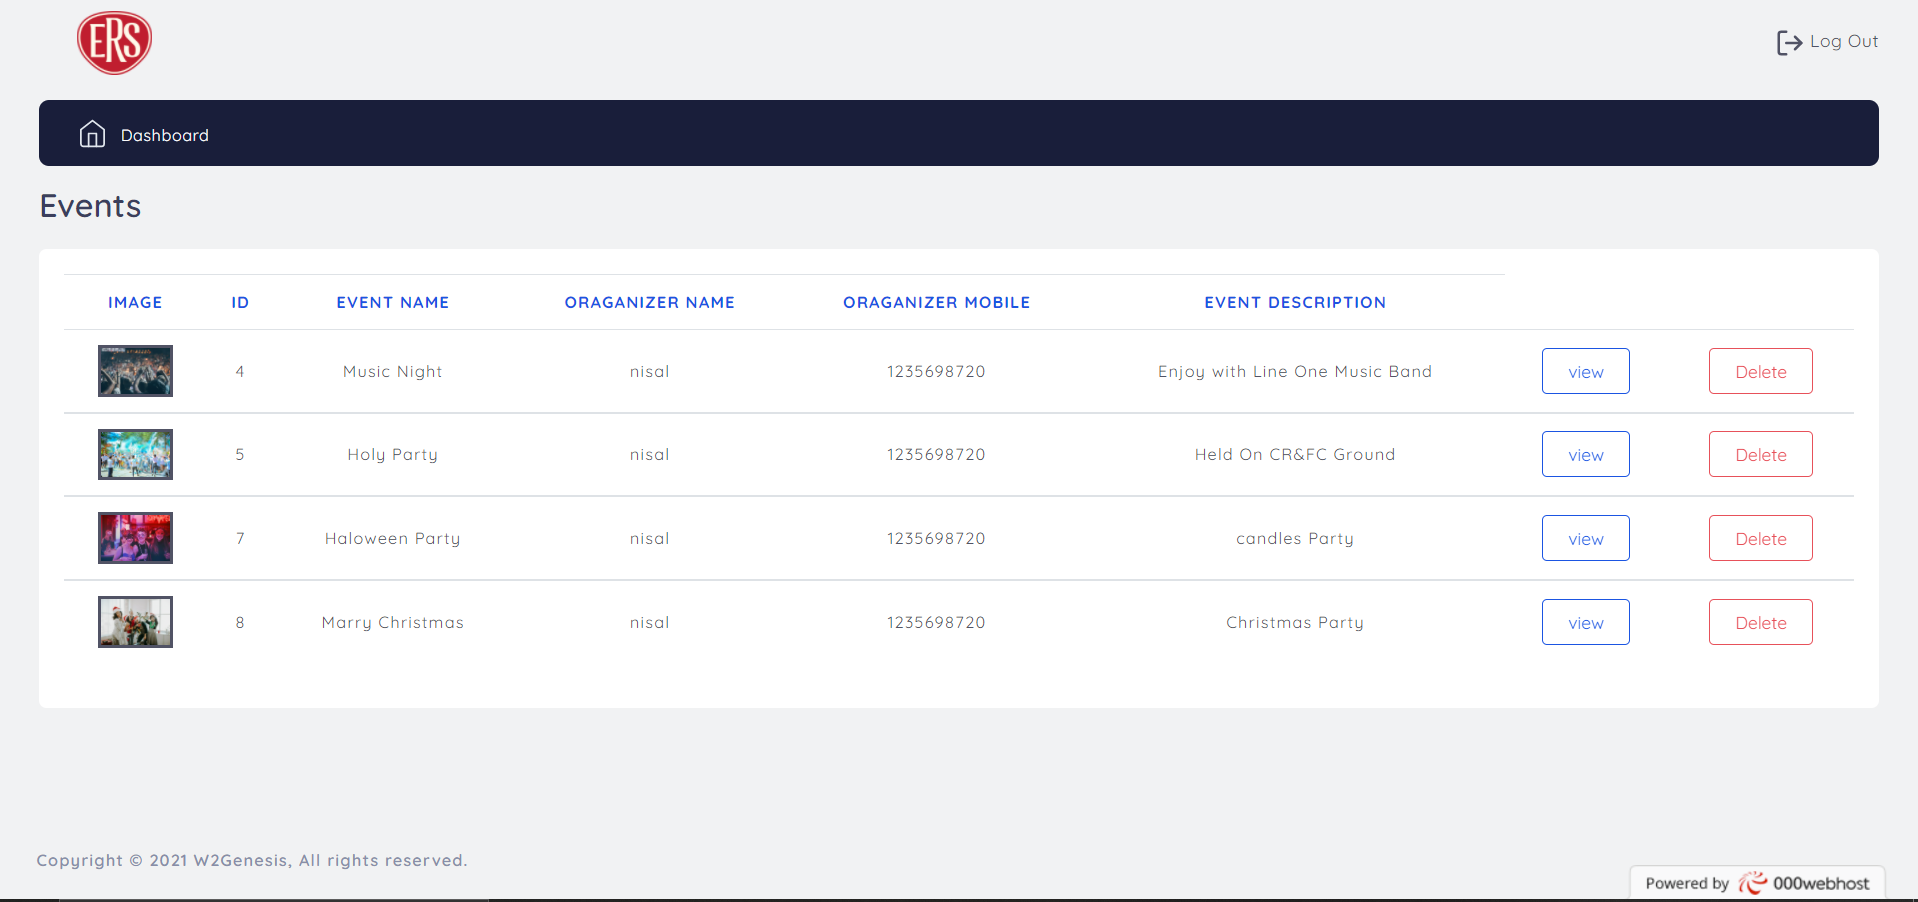 ERS
Log Out
Dashboard
Events
IMAGE ID EVENT NAME ORAGANIZER NAME ORAGANIZER MOBILE EVENT DESCRIPTION
4 Music Night nisal 1235698720 Enjoy with Line One Music Band view Delete
5 Holy Party nisal 1235698720 Held On CR&FC Ground view Delete
7 Haloween Party nisal 1235698720 candles Party view Delete
8 Marry Christmas nisal 1235698720 Christmas Party view Delete
Copyright © 2021 W2Genesis, All rights reserved.
Powered by 000webhost